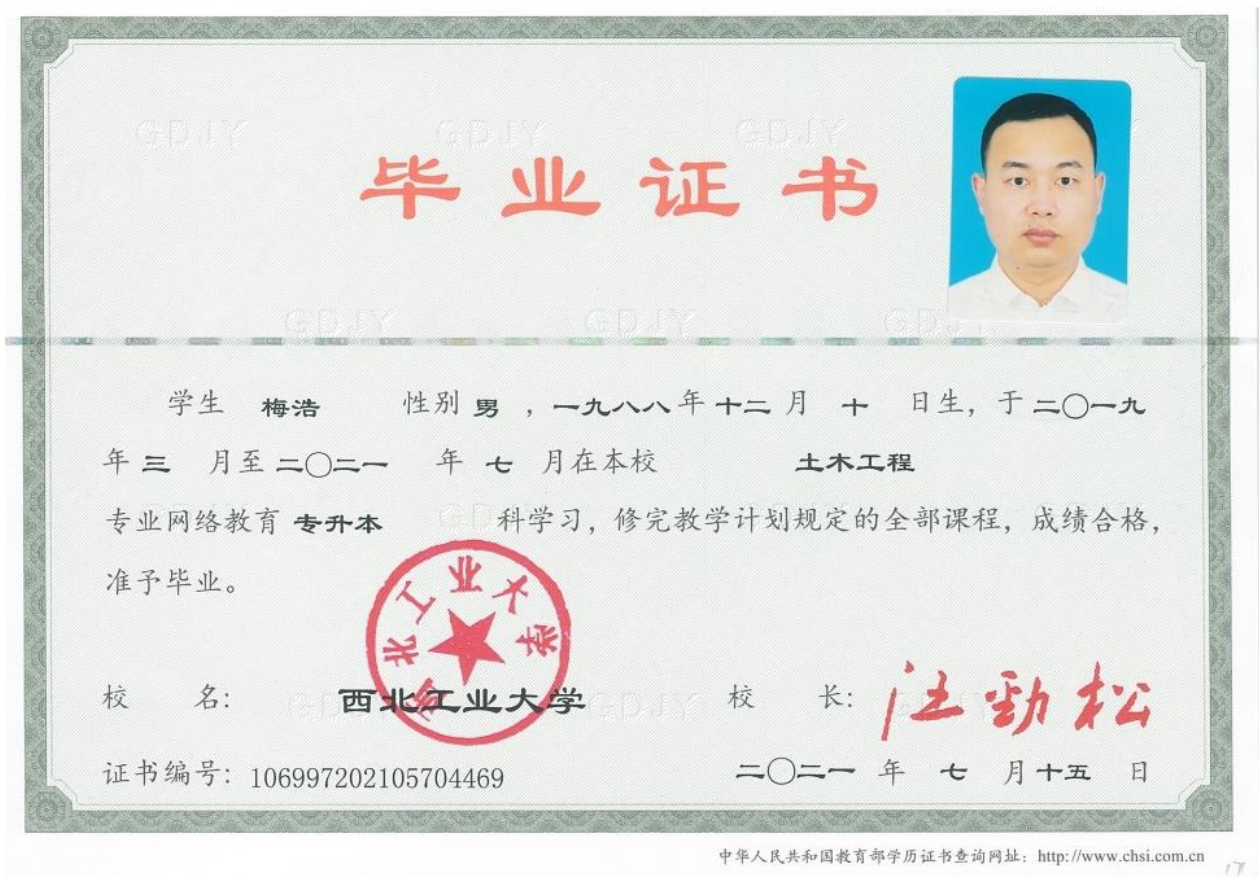 GDJY GDJY GDJY
毕业证书
GDJY GDJY GDJY
学生 梅浩 性别 男 ，一九八八年十二月 十 日生，于二〇一九
年 三 月至 二〇二一 年 七 月在本校 土木工程
专业网络教育 专升本 科学习，修完教学计划规定的全部课程，成绩合格，
准予毕业。
西北工业大学
校 名： 西北工业大学 校 长： 汪劲松
证书编号： 106997202105704469 二〇二一 年 七 月十五 日
中华人民共和国教育部学历证书查询网址：http://www.chsi.com.cn
17